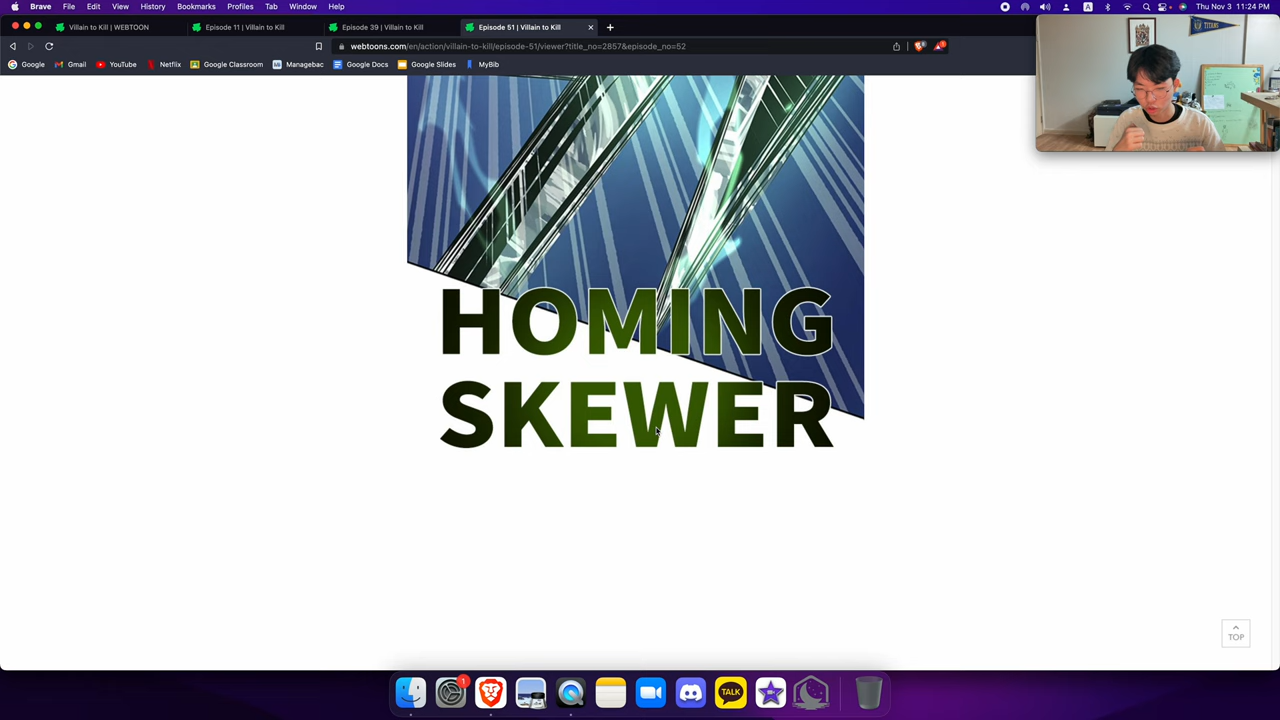 Brave File Edit View History Bookmarks Profiles Tab Window Help
A Thu Nov 3 11:24 PM
Villain to Kill | WEBTOON
Episode 11 | Villain to Kill
Episode 39 | Villain to Kill
Episode 51 | Villain to Kill
webtoons.com/en/action/villain-to-kill/episode-51/viewer?title_no=2857&episode_no=52
Google Gmail YouTube Netflix Google Classroom Managebac Google Docs Google Slides MyBib
TITANS
HOMING
SKEWER
TOP
1
TALK